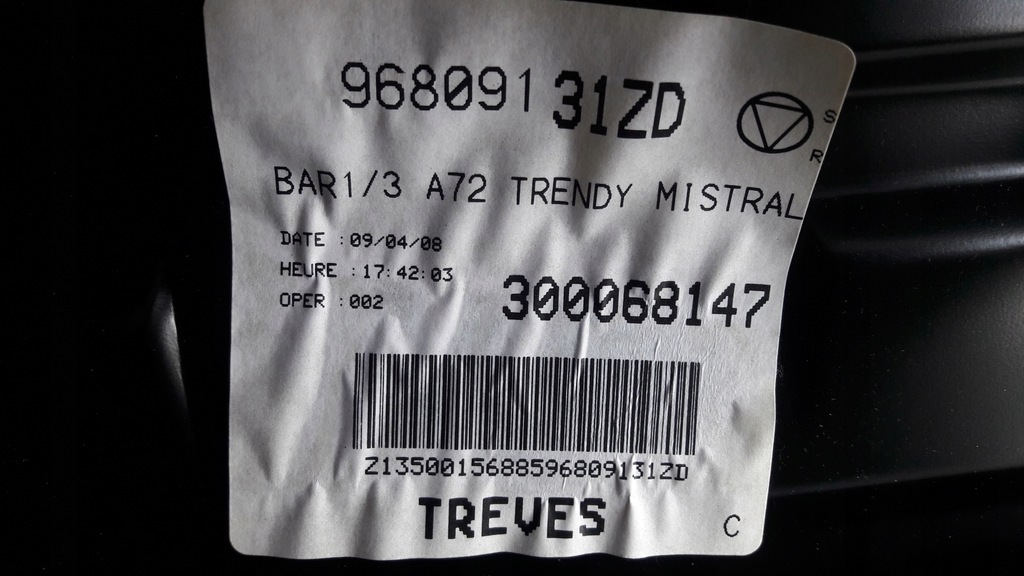 96809131ZD
S
R
BAR1/3 A72 TRENDY MISTRAL
DATE :09/04/08
HEURE :17:42:03
OPER :002
300068147
Z1350015688596809131ZD
TREVES
C